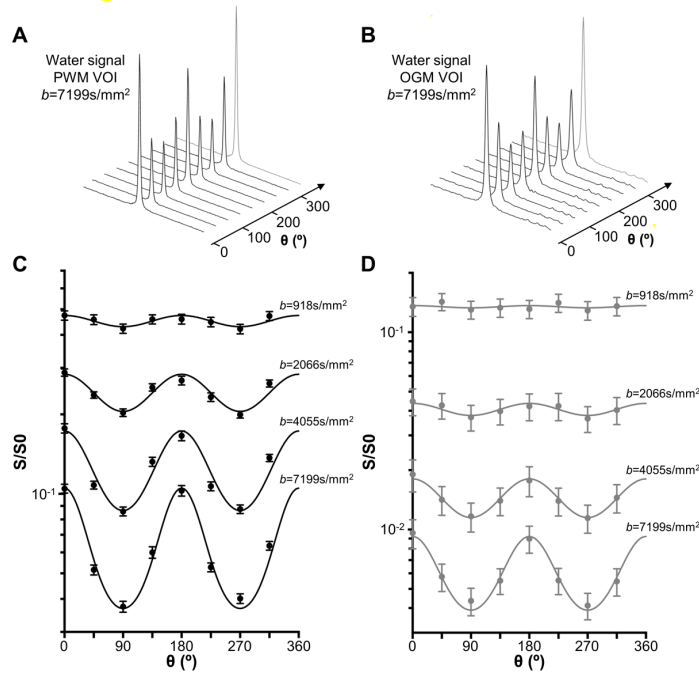 A
Water signal
PWM VOI
b=7199s/mm²
0
100
200
300
θ (º)
B
Water signal
OGM VOI
b=7199s/mm²
0
100
200
300
θ (º)
C
b=918s/mm²
b=2066s/mm²
b=4055s/mm²
b=7199s/mm²
S/S0
10⁻¹
0 90 180 270 360
θ (º)
D
b=918s/mm²
b=2066s/mm²
b=4055s/mm²
b=7199s/mm²
S/S0
10⁻¹
10⁻²
0 90 180 270 360
θ (º)